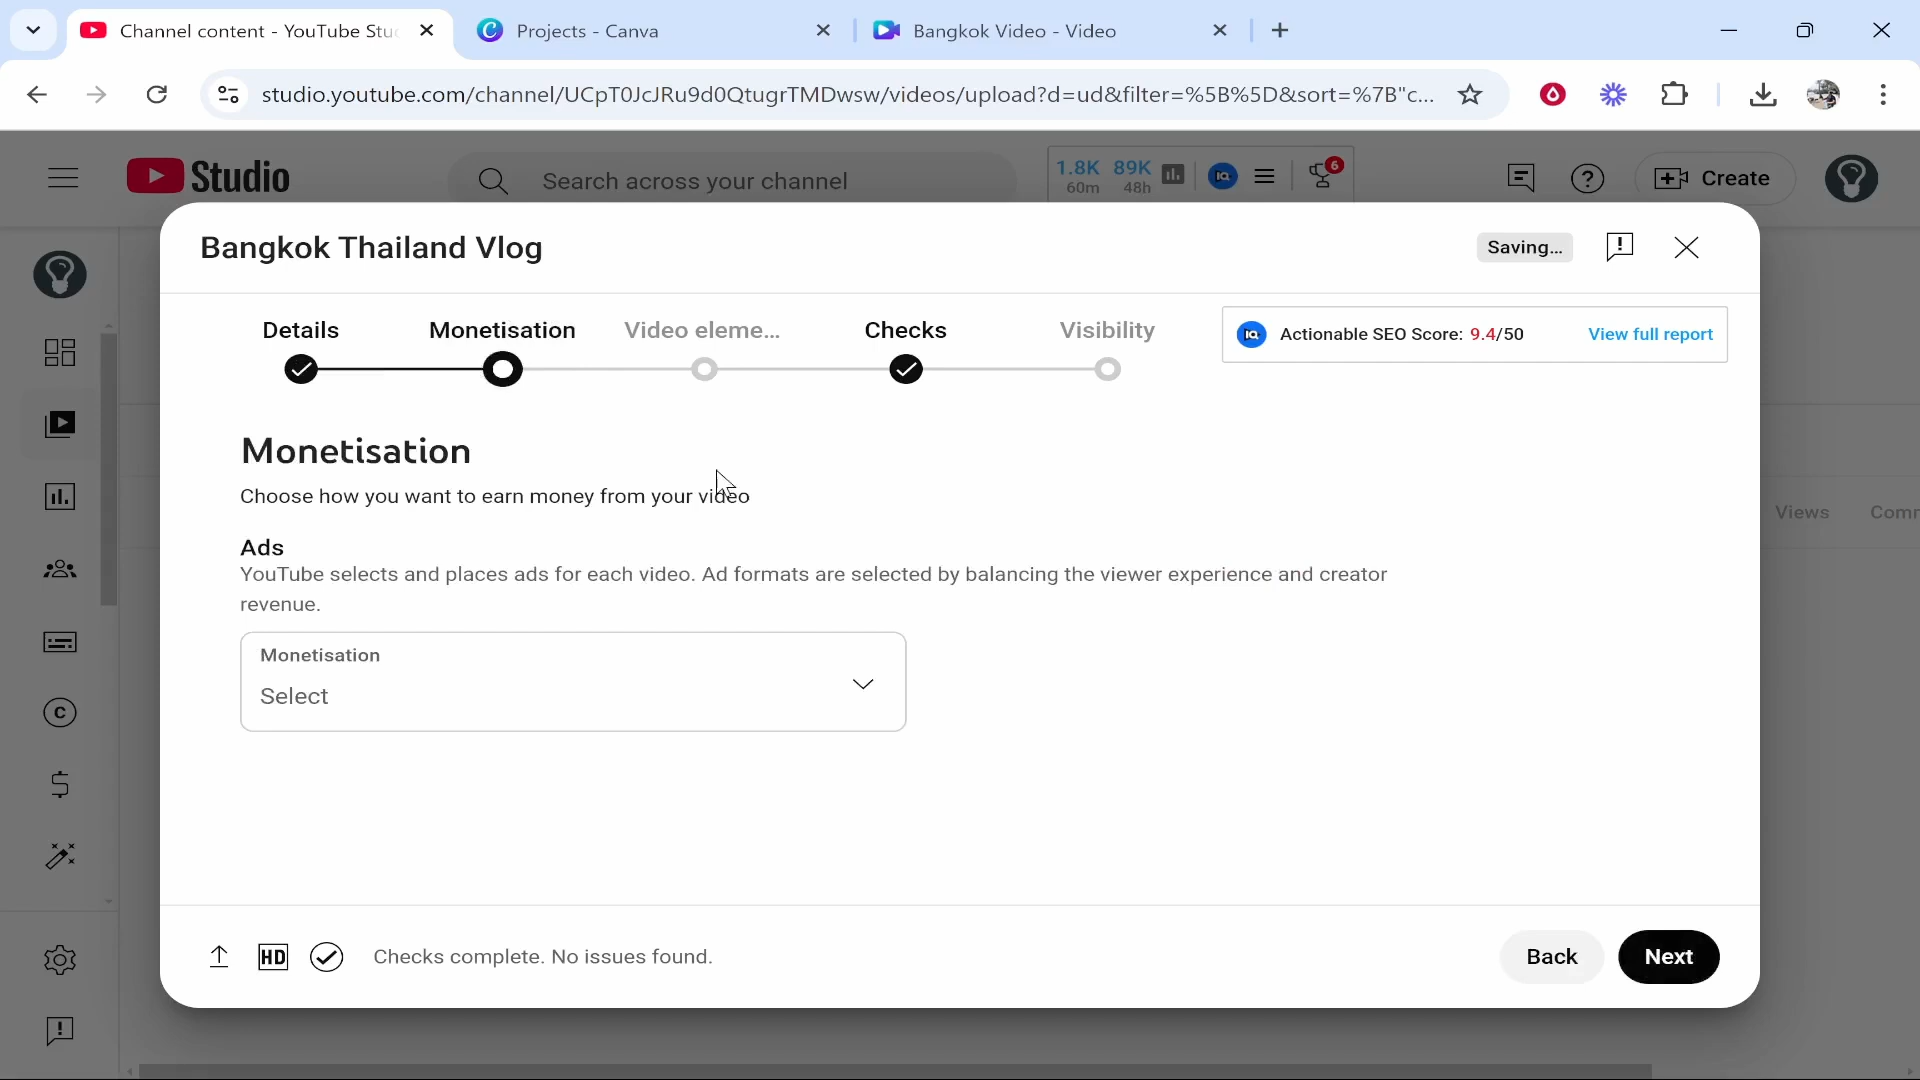 Channel content - YouTube Stu
Projects - Canva
Bangkok Video - Video
studio.youtube.com/channel/UCpT0JcJRu9d0QtugrTMDwsw/videos/upload?d=ud&filter=%5B%5D&sort=%7B"c...
Studio
Search across your channel
1.8K 89K
60m 48h
IQ
6
Create
Bangkok Thailand Vlog
Saving...
Details
Monetisation
Video eleme...
Checks
Visibility
IQ
Actionable SEO Score: 9.4/50
View full report
Monetisation
Choose how you want to earn money from your video
Views
Comm
Ads
YouTube selects and places ads for each video. Ad formats are selected by balancing the viewer experience and creator
revenue.
Monetisation
Select
HD
Checks complete. No issues found.
Back
Next